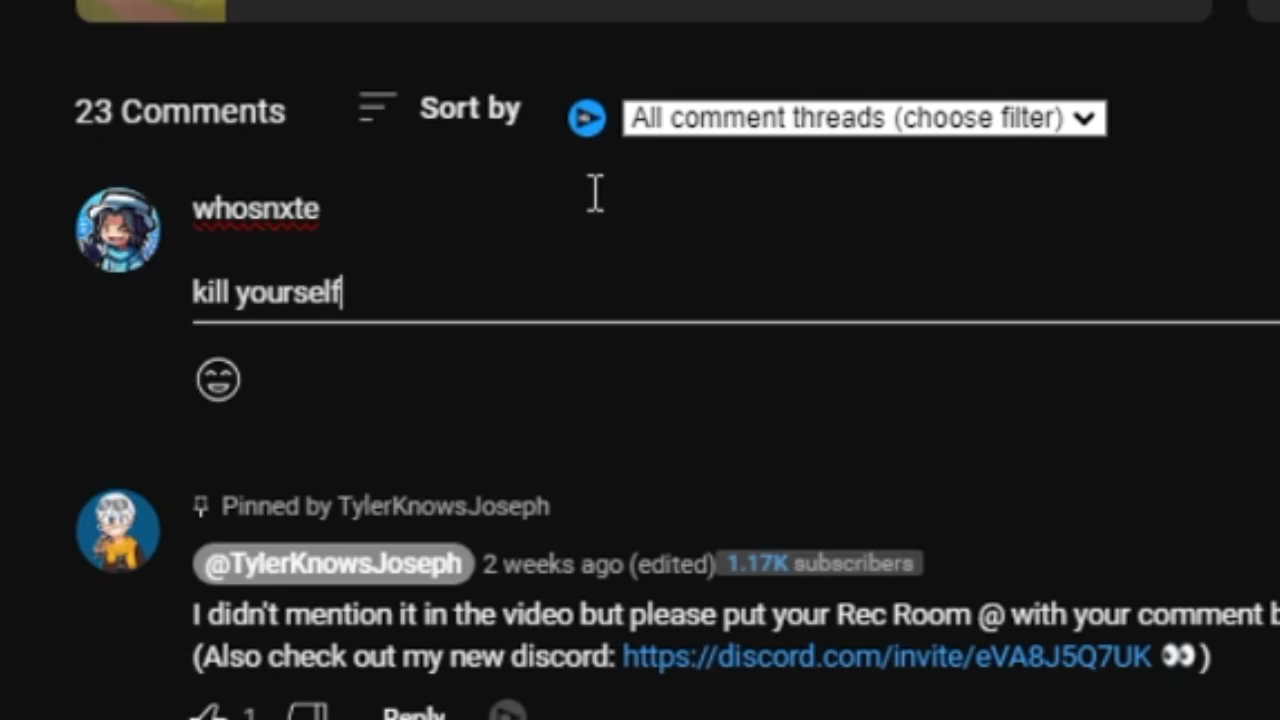 23 Comments
Sort by
All comment threads (choose filter)
whosnxte
kill yourself
Pinned by TylerKnowsJoseph
@TylerKnowsJoseph 2 weeks ago (edited) 1.17K subscribers
I didn't mention it in the video but please put your Rec Room @ with your comment
(Also check out my new discord: https://discord.com/invite/eVA8J5Q7UK 👀)
1 Reply